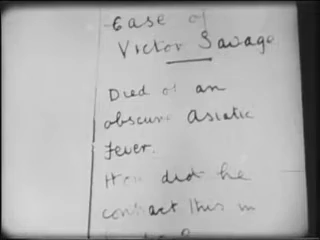 Case of
Victor Savage
Died of an
obscure Asiatic
Fever.
How did he
contract this in